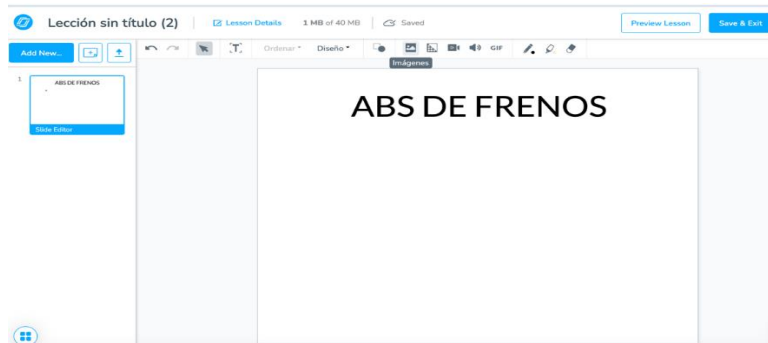 Lección sin título (2)
Lesson Details
1 MB of 40 MB
Saved
Preview Lesson
Save & Exit
Add New...
T
Ordenar
Diseño
GIF
Imágenes
1
ABS DE FRENOS
Slide Editor
ABS DE FRENOS